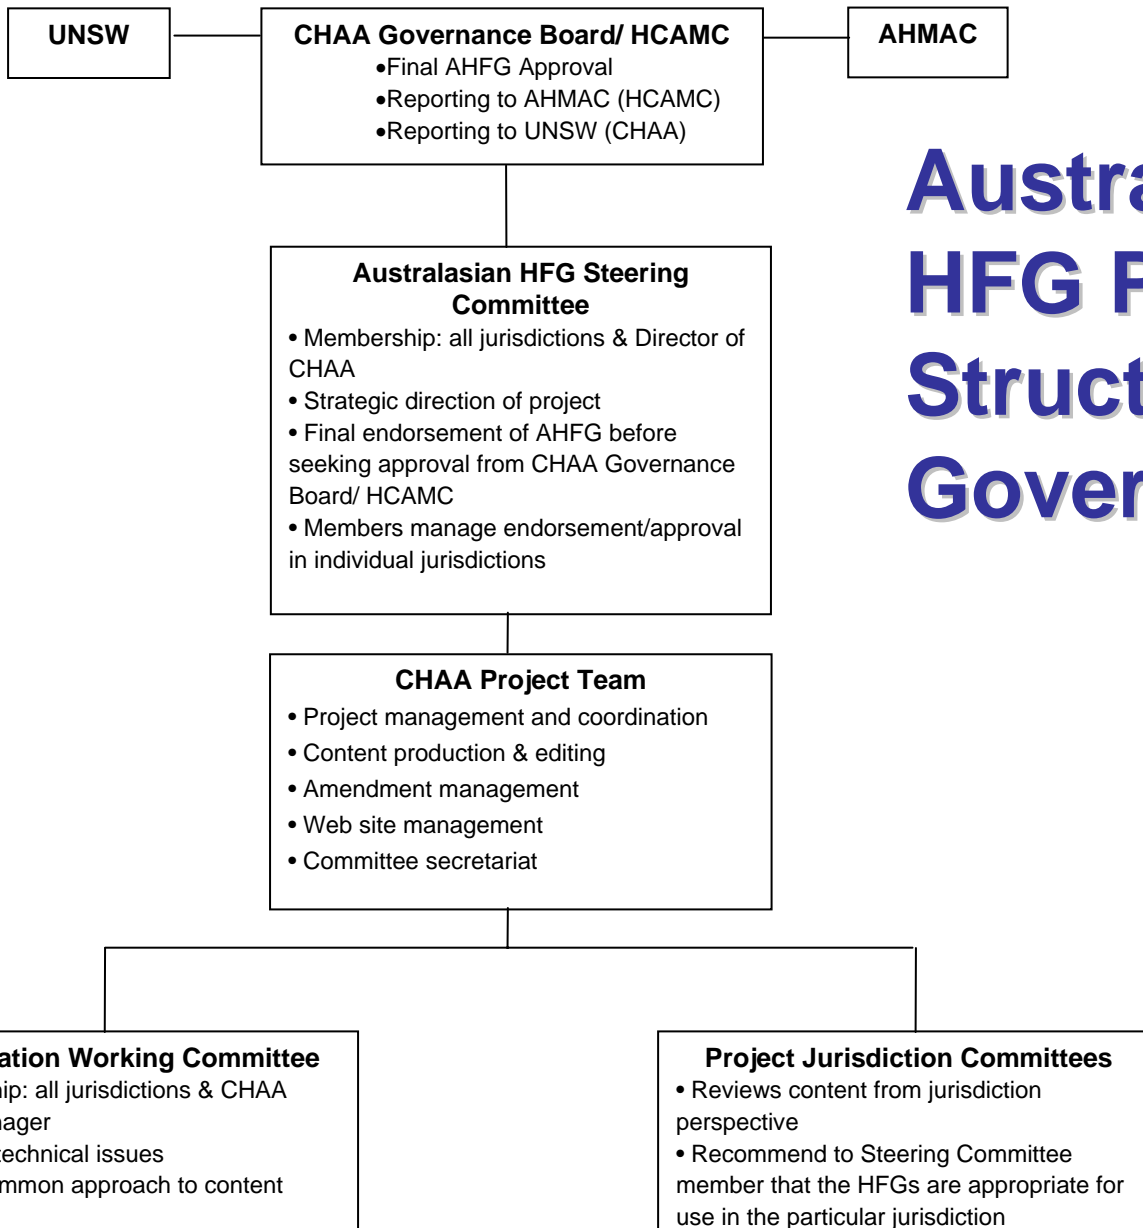 UNSW
CHAA Governance Board/ HCAMC
•Final AHFG Approval
•Reporting to AHMAC (HCAMC)
•Reporting to UNSW (CHAA)
AHMAC
Austra
HFG P
Struct
Gover
Australasian HFG Steering
Committee
• Membership: all jurisdictions & Director of
CHAA
• Strategic direction of project
• Final endorsement of AHFG before
seeking approval from CHAA Governance
Board/ HCAMC
• Members manage endorsement/approval
in individual jurisdictions
CHAA Project Team
• Project management and coordination
• Content production & editing
• Amendment management
• Web site management
• Committee secretariat
ation Working Committee
ip: all jurisdictions & CHAA
ager
technical issues
mmon approach to content
Project Jurisdiction Committees
• Reviews content from jurisdiction
perspective
• Recommend to Steering Committee
member that the HFGs are appropriate for
use in the particular jurisdiction